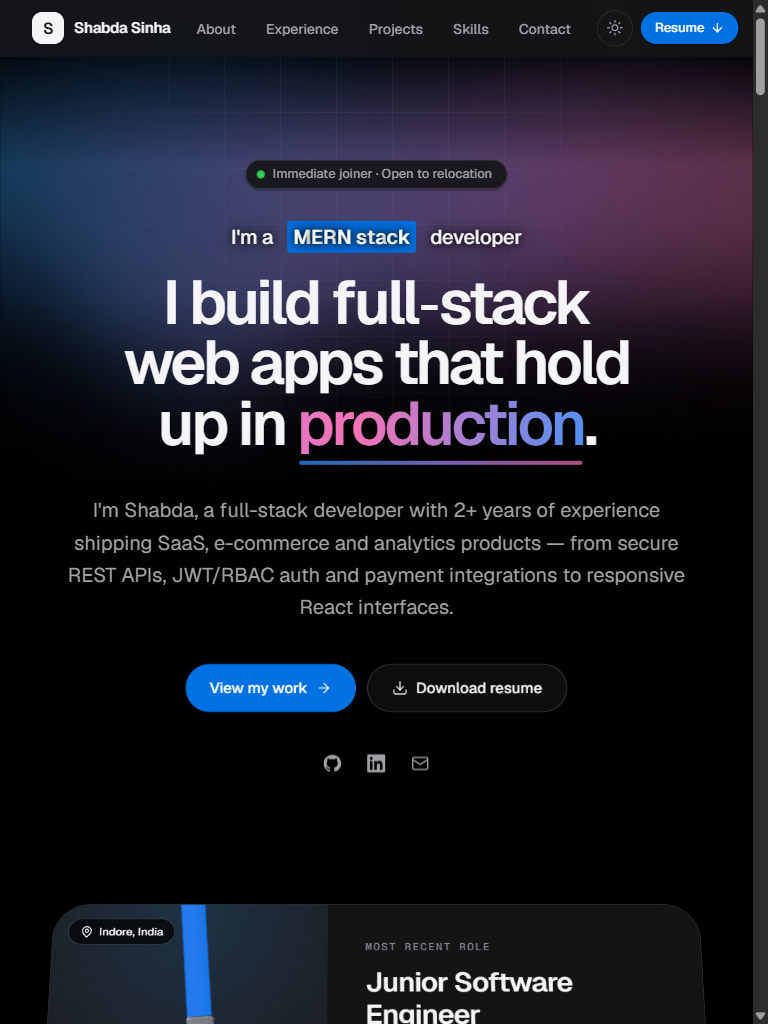 S Shabda Sinha About Experience Projects Skills Contact Resume
Immediate joiner · Open to relocation
I'm a MERN stack developer
I build full-stack
web apps that hold
up in production.
I'm Shabda, a full-stack developer with 2+ years of experience
shipping SaaS, e-commerce and analytics products — from secure
REST APIs, JWT/RBAC auth and payment integrations to responsive
React interfaces.
View my work Download resume
in
Indore, India
MOST RECENT ROLE
Junior Software
Engineer